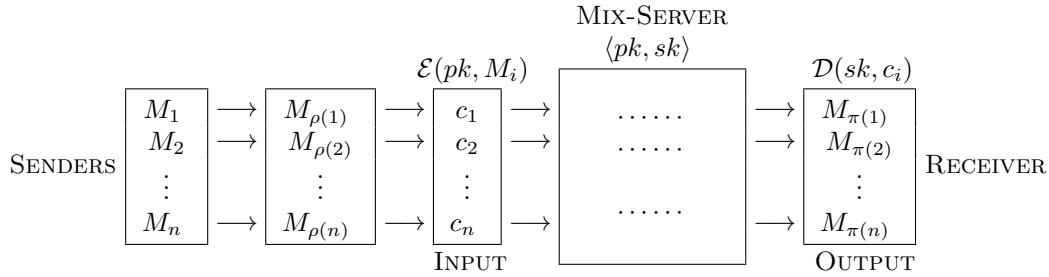 MIX-SERVER
⟨pk, sk⟩
ℰ(pk, M_i) 𝒟(sk, c_i)
M_1 ⟶ M_{ρ(1)} ⟶ c_1 ⟶ ...... ⟶ M_{π(1)}
M_2 ⟶ M_{ρ(2)} ⟶ c_2 ⟶ ...... ⟶ M_{π(2)}
SENDERS ⋮ ⋮ ⋮ ⋮ RECEIVER
M_n ⟶ M_{ρ(n)} ⟶ c_n ⟶ ...... ⟶ M_{π(n)}
INPUT OUTPUT